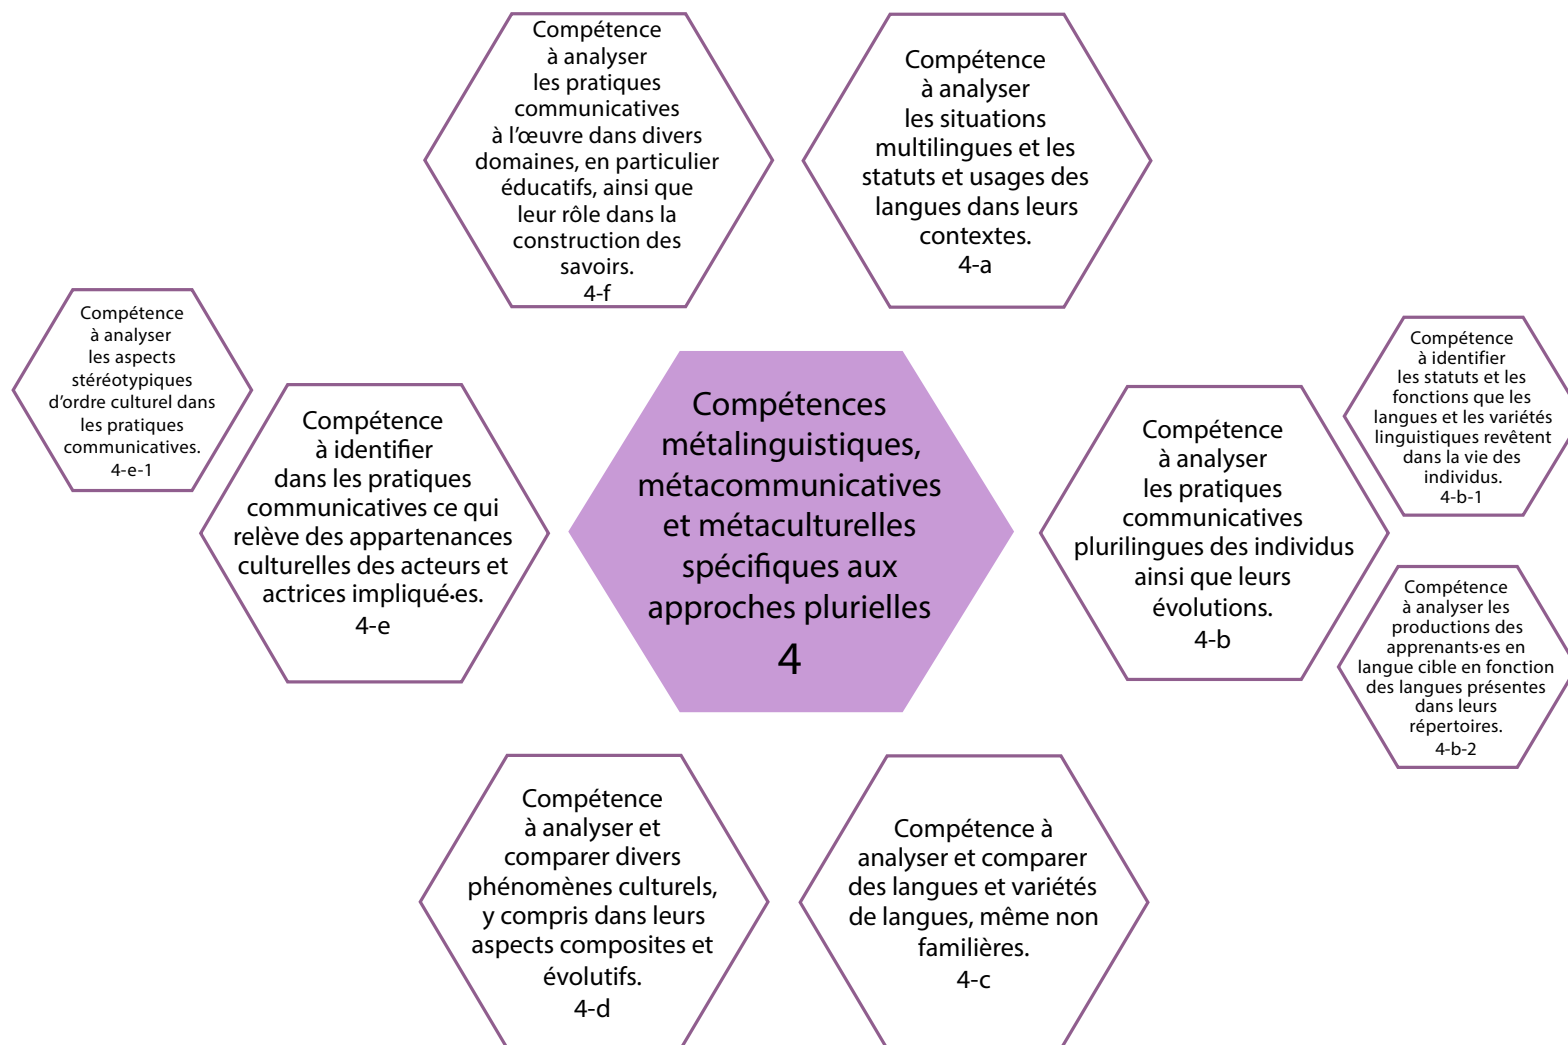 Compétence
à analyser
les pratiques
communicatives
à l’œuvre dans divers
domaines, en particulier
éducatifs, ainsi que
leur rôle dans la
construction des
savoirs.
4-f
Compétence
à analyser
les situations
multilingues et les
statuts et usages des
langues dans leurs
contextes.
4-a
Compétence
à analyser
les aspects
stéréotypiques
d’ordre culturel dans
les pratiques
communicatives.
4-e-1
Compétence
à identifier
dans les pratiques
communicatives ce qui
relève des appartenances
culturelles des acteurs et
actrices impliqué·es.
4-e
Compétences
métalinguistiques,
métacommunicatives
et métaculturelles
spécifiques aux
approches plurielles
4
Compétence
à analyser
les pratiques
communicatives
plurilingues des individus
ainsi que leurs
évolutions.
4-b
Compétence
à identifier
les statuts et les
fonctions que les
langues et les variétés
linguistiques revêtent
dans la vie des
individus.
4-b-1
Compétence
à analyser les
productions des
apprenants·es en
langue cible en fonction
des langues présentes
dans leurs
répertoires.
4-b-2
Compétence
à analyser et
comparer divers
phénomènes culturels,
y compris dans leurs
aspects composites et
évolutifs.
4-d
Compétence à
analyser et comparer
des langues et variétés
de langues, même non
familières.
4-c